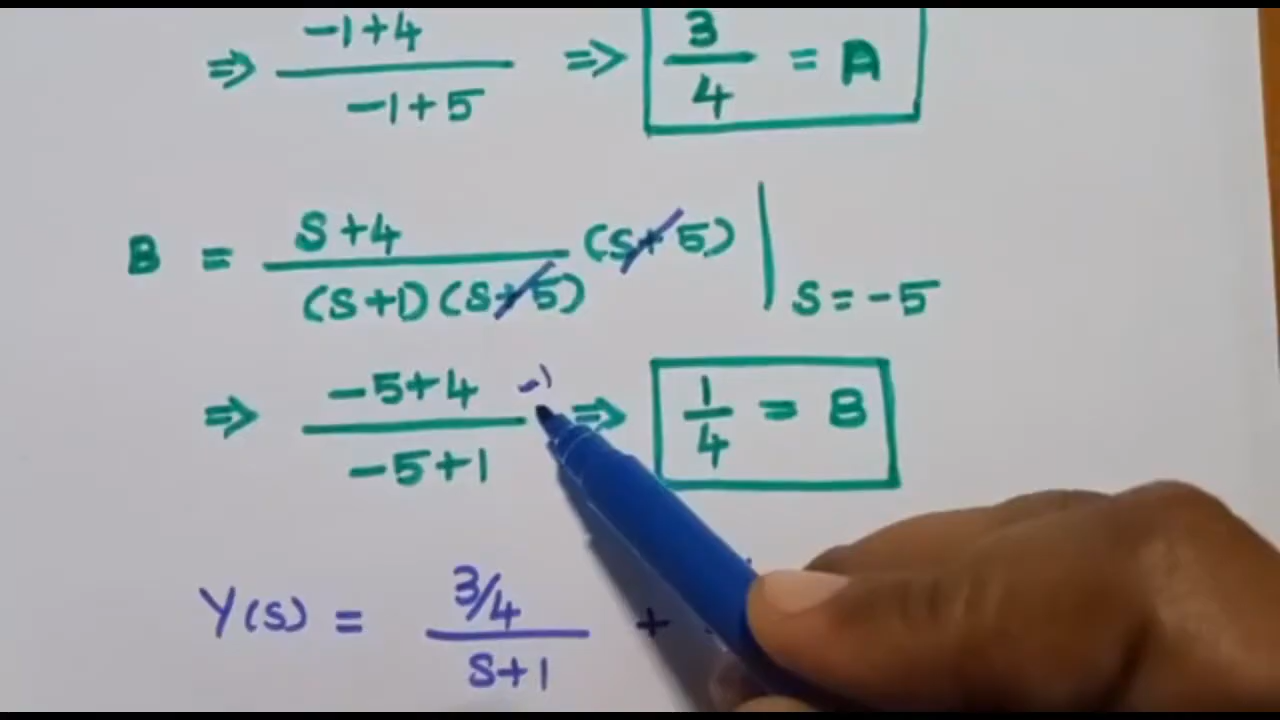 ⇒ (-1+4)/(-1+5) ⇒ 3/4 = A
B = (S+4)/((S+1)(S+5)) (S+5) | S = -5
⇒ (-5+4)/(-5+1) -1 ⇒ 1/4 = B
Y(S) = (3/4)/(S+1) +